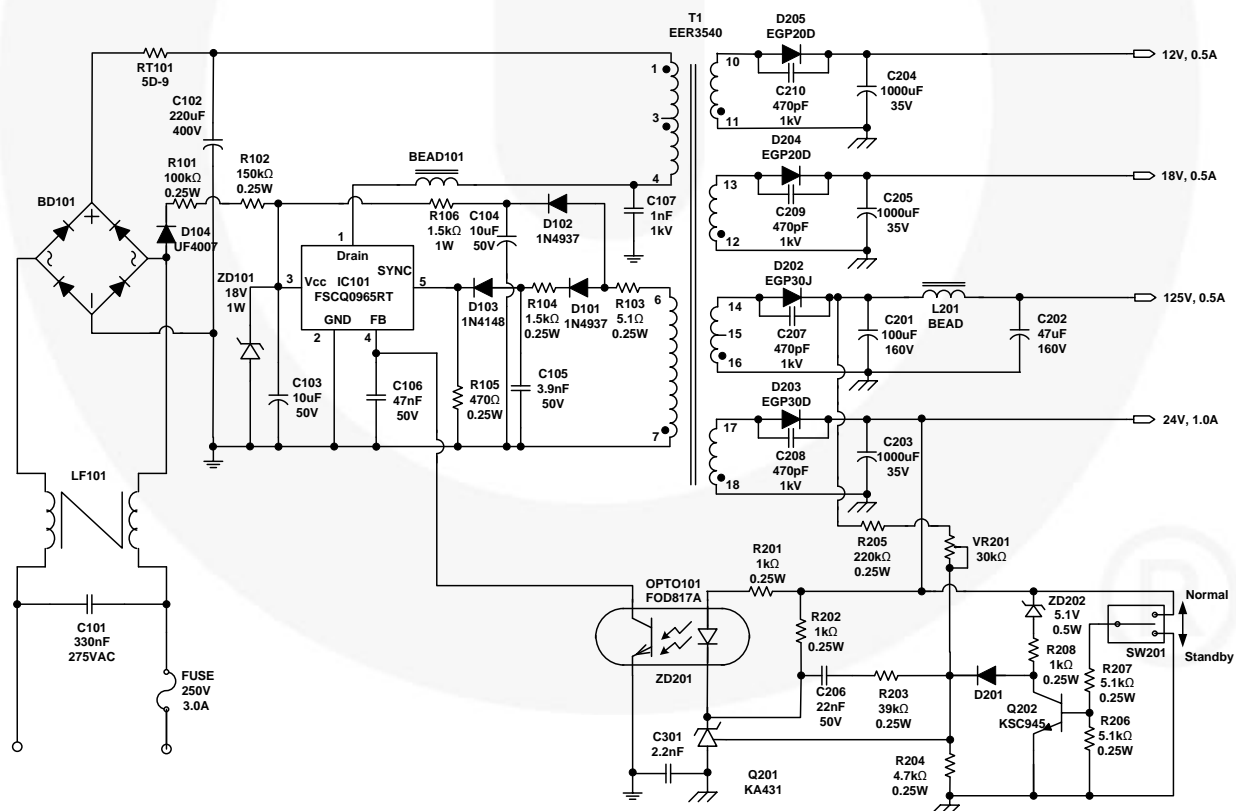 T1
EER3540
RT101
5D-9
C102
220uF
400V
R101
100kΩ
0.25W
R102
150kΩ
0.25W
BD101
D104
UF4007
BEAD101
1
3
4
C107
1nF
1kV
R106
1.5kΩ
1W
C104
10uF
50V
D102
1N4937
1
Drain
SYNC
3
Vcc
IC101
FSCQ0965RT
5
GND
FB
2
4
ZD101
18V
1W
D103
1N4148
R104
1.5kΩ
0.25W
D101
1N4937
R103
5.1Ω
0.25W
6
7
C103
10uF
50V
C106
47nF
50V
R105
470Ω
0.25W
C105
3.9nF
50V
LF101
C101
330nF
275VAC
FUSE
250V
3.0A
D205
EGP20D
10
11
C210
470pF
1kV
C204
1000uF
35V
12V, 0.5A
D204
EGP20D
13
12
C209
470pF
1kV
C205
1000uF
35V
18V, 0.5A
D202
EGP30J
14
15
16
C207
470pF
1kV
C201
100uF
160V
L201
BEAD
C202
47uF
160V
125V, 0.5A
D203
EGP30D
17
18
C208
470pF
1kV
C203
1000uF
35V
24V, 1.0A
R205
220kΩ
0.25W
VR201
30kΩ
OPTO101
FOD817A
R201
1kΩ
0.25W
R202
1kΩ
0.25W
ZD201
C206
22nF
50V
R203
39kΩ
0.25W
D201
ZD202
5.1V
0.5W
R208
1kΩ
0.25W
Q202
KSC945
R207
5.1kΩ
0.25W
R206
5.1kΩ
0.25W
SW201
Normal
Standby
C301
2.2nF
Q201
KA431
R204
4.7kΩ
0.25W
®